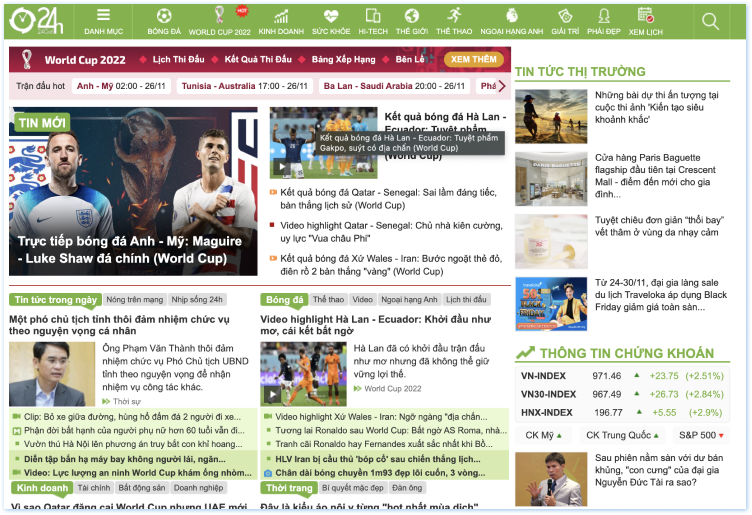 24h
DANH MỤC
BÓNG ĐÁ
WORLD CUP 2022
HOT
KINH DOANH
SỨC KHỎE
HI-TECH
THẾ GIỚI
THỂ THAO
NGOẠI HẠNG ANH
GIẢI TRÍ
PHÁI ĐẸP
XEM LỊCH
World Cup 2022
Lịch Thi Đấu
Kết Quả Thi Đấu
Bảng Xếp Hạng
Bên Lề
XEM THÊM
Trận đấu hot
Anh - Mỹ 02:00 - 26/11
Tunisia - Australia 17:00 - 26/11
Ba Lan - Saudi Arabia 20:00 - 26/11
TIN MỚI
Trực tiếp bóng đá Anh - Mỹ: Maguire
- Luke Shaw đá chính (World Cup)
Kết quả bóng đá Hà Lan -
Ecuador: Tuyệt phẩm
Kết quả bóng đá Hà Lan - Ecuador: Tuyệt phẩm
Gakpo, suýt có địa chấn (World Cup)
(World Cup)
Kết quả bóng đá Qatar - Senegal: Sai lầm đáng tiếc,
bàn thắng lịch sử (World Cup)
Video highlight Qatar - Senegal: Chủ nhà kiên cường,
uy lực "Vua châu Phi"
Kết quả bóng đá Xứ Wales - Iran: Bước ngoặt thẻ đỏ,
điên rồ 2 bàn thắng "vàng" (World Cup)
Tin tức trong ngày
Nóng trên mạng
Nhịp sống 24h
Một phó chủ tịch tỉnh thôi đảm nhiệm chức vụ
theo nguyện vọng cá nhân
Ông Phạm Văn Thành thôi
đảm nhiệm chức vụ Phó Chủ tịch UBND
tỉnh theo nguyện vọng để nhận
nhiệm vụ công tác khác.
Thời sự
Clip: Bỏ xe giữa đường, hùng hổ đấm đá 2 người đi xe...
Phận đời bất hạnh của người phụ nữ hơn 60 tuổi vẫn đi...
Vườn thú Hà Nội lên phương án truy bắt con khỉ hoang...
Diễn tập bắn hạ máy bay không người lái, ngăn...
Video: Lực lượng an ninh World Cup khám ống nhòm...
Kinh doanh
Tài chính
Bất động sản
Doanh nghiệp
Vì sao Qatar đăng cai World Cup nhưng UAE mới
Bóng đá
Thể thao
Video
Ngoại hạng Anh
Lịch thi đấu
Video highlight Hà Lan - Ecuador: Khởi đầu như
mơ, cái kết bất ngờ
Hà Lan đã có khởi đầu trận đấu
như mơ nhưng đã không thể giữ
vững lợi thế.
World Cup 2022
Video highlight Xứ Wales - Iran: Ngỡ ngàng "địa chấn...
Tương lai Ronaldo sau World Cup: Bất ngờ AS Roma, nhà...
Tranh cãi Ronaldo hay Fernandes xuất sắc nhất Bồ...
HLV Iran bị cầu thủ 'bóp cổ' sau chiến thắng lịch...
Chân dài bóng chuyền 1m93 đẹp lôi cuốn, 3 vòng...
Thời trang
Bí quyết mặc đẹp
Đàn ông
Đây là kiểu áo nội y từng "hot nhất mùa dịch"
TIN TỨC THỊ TRƯỜNG
Những bài dự thi ấn tượng tại
cuộc thi ảnh 'Kiến tạo siêu
khoảnh khắc'
PARIS BAGUETTE
Cửa hàng Paris Baguette
flagship đầu tiên tại Crescent
Mall - điểm đến mới cho gia
đình...
Tuyệt chiêu đơn giản "thổi bay"
vết thâm ở vùng da nhạy cảm
Từ 24-30/11, đại gia làng sale
du lịch Traveloka áp dụng Black
Friday giảm giá toàn sàn...
THÔNG TIN CHỨNG KHOÁN
VN-INDEX 971.46 +23.75 (+2.51%)
VN30-INDEX 967.49 +26.73 (+2.84%)
HNX-INDEX 196.77 +5.55 (+2.9%)
CK Mỹ
CK Trung Quốc
S&P 500
Sau phiên nằm sàn với dư bán
khủng, "con cưng" của đại gia
Nguyễn Đức Tài ra sao?